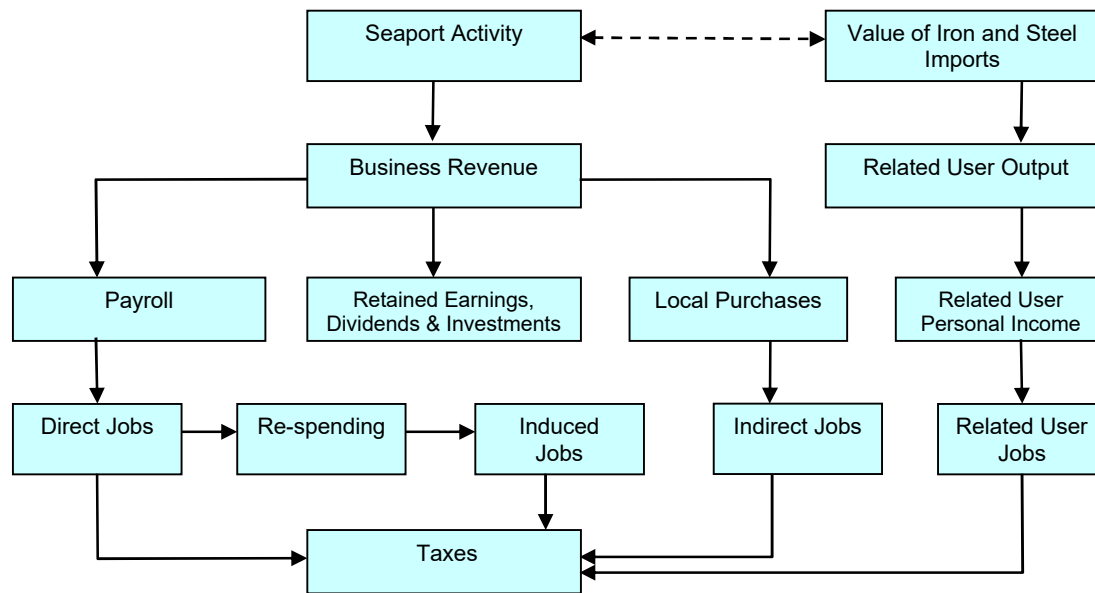 Seaport Activity
Value of Iron and Steel
Imports
Business Revenue
Related User Output
Payroll
Retained Earnings,
Dividends & Investments
Local Purchases
Related User
Personal Income
Direct Jobs
Re-spending
Induced
Jobs
Indirect Jobs
Related User
Jobs
Taxes